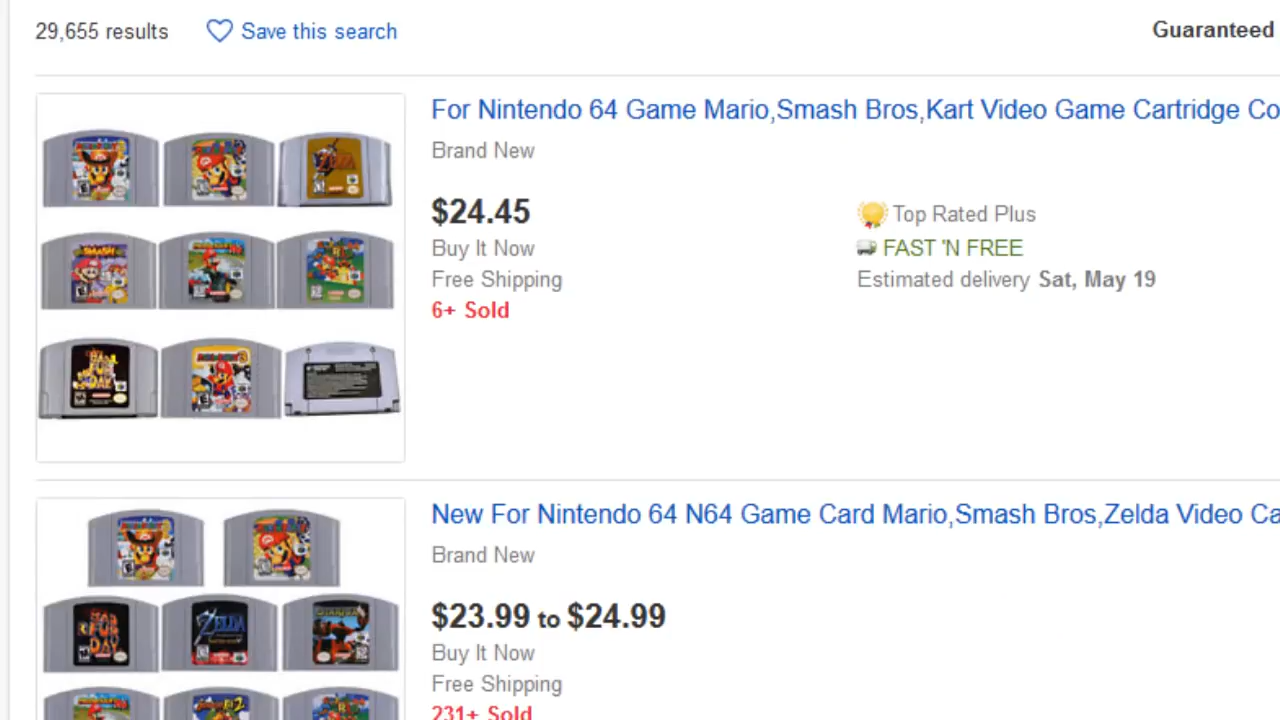 29,655 results
Save this search
Guaranteed
For Nintendo 64 Game Mario,Smash Bros,Kart Video Game Cartridge Co
Brand New
$24.45
Buy It Now
Free Shipping
6+ Sold
Top Rated Plus
FAST 'N FREE
Estimated delivery Sat, May 19
New For Nintendo 64 N64 Game Card Mario,Smash Bros,Zelda Video Ca
Brand New
$23.99 to $24.99
Buy It Now
Free Shipping
231+ Sold
ZELDA
SMASH
ZELDA